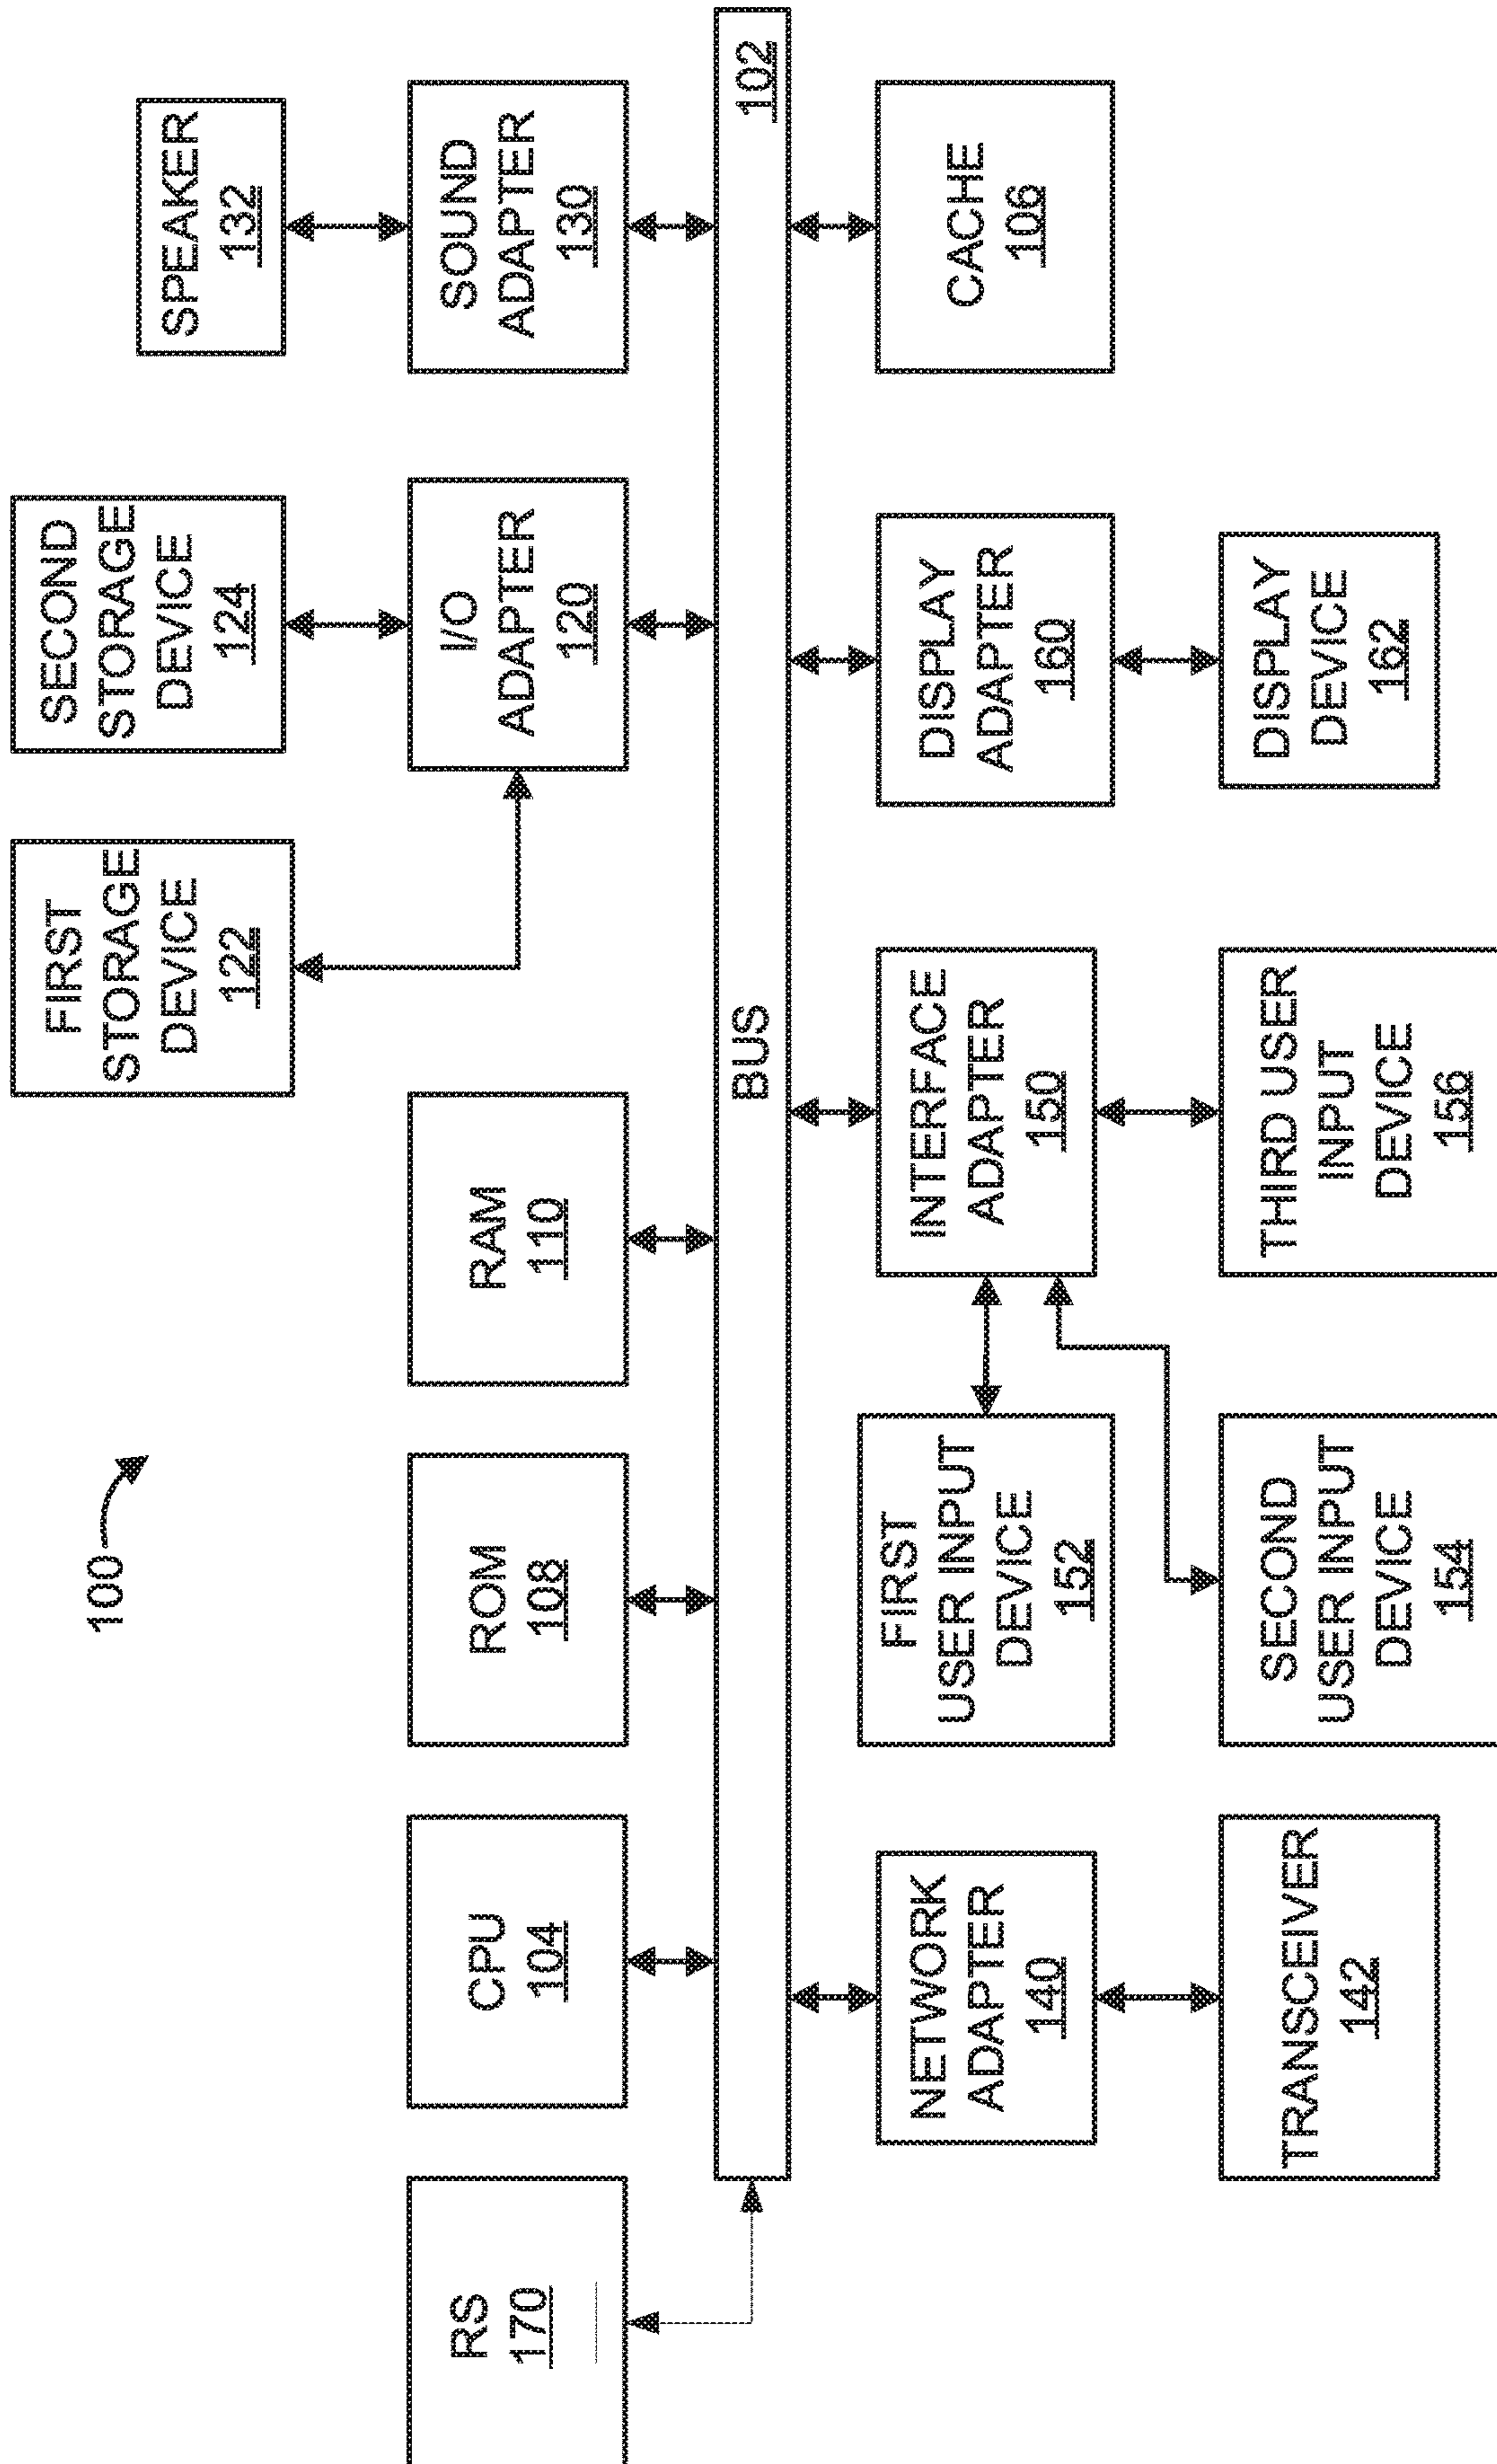 100
FIRST
STORAGE
DEVICE
122
SECOND
STORAGE
DEVICE
124
SPEAKER
132
RS
170
CPU
104
ROM
108
RAM
110
I/O
ADAPTER
120
SOUND
ADAPTER
130
BUS
102
NETWORK
ADAPTER
140
FIRST
USER INPUT
DEVICE
152
INTERFACE
ADAPTER
150
DISPLAY
ADAPTER
160
CACHE
106
TRANSCEIVER
142
SECOND
USER INPUT
DEVICE
154
THIRD USER
INPUT
DEVICE
156
DISPLAY
DEVICE
162